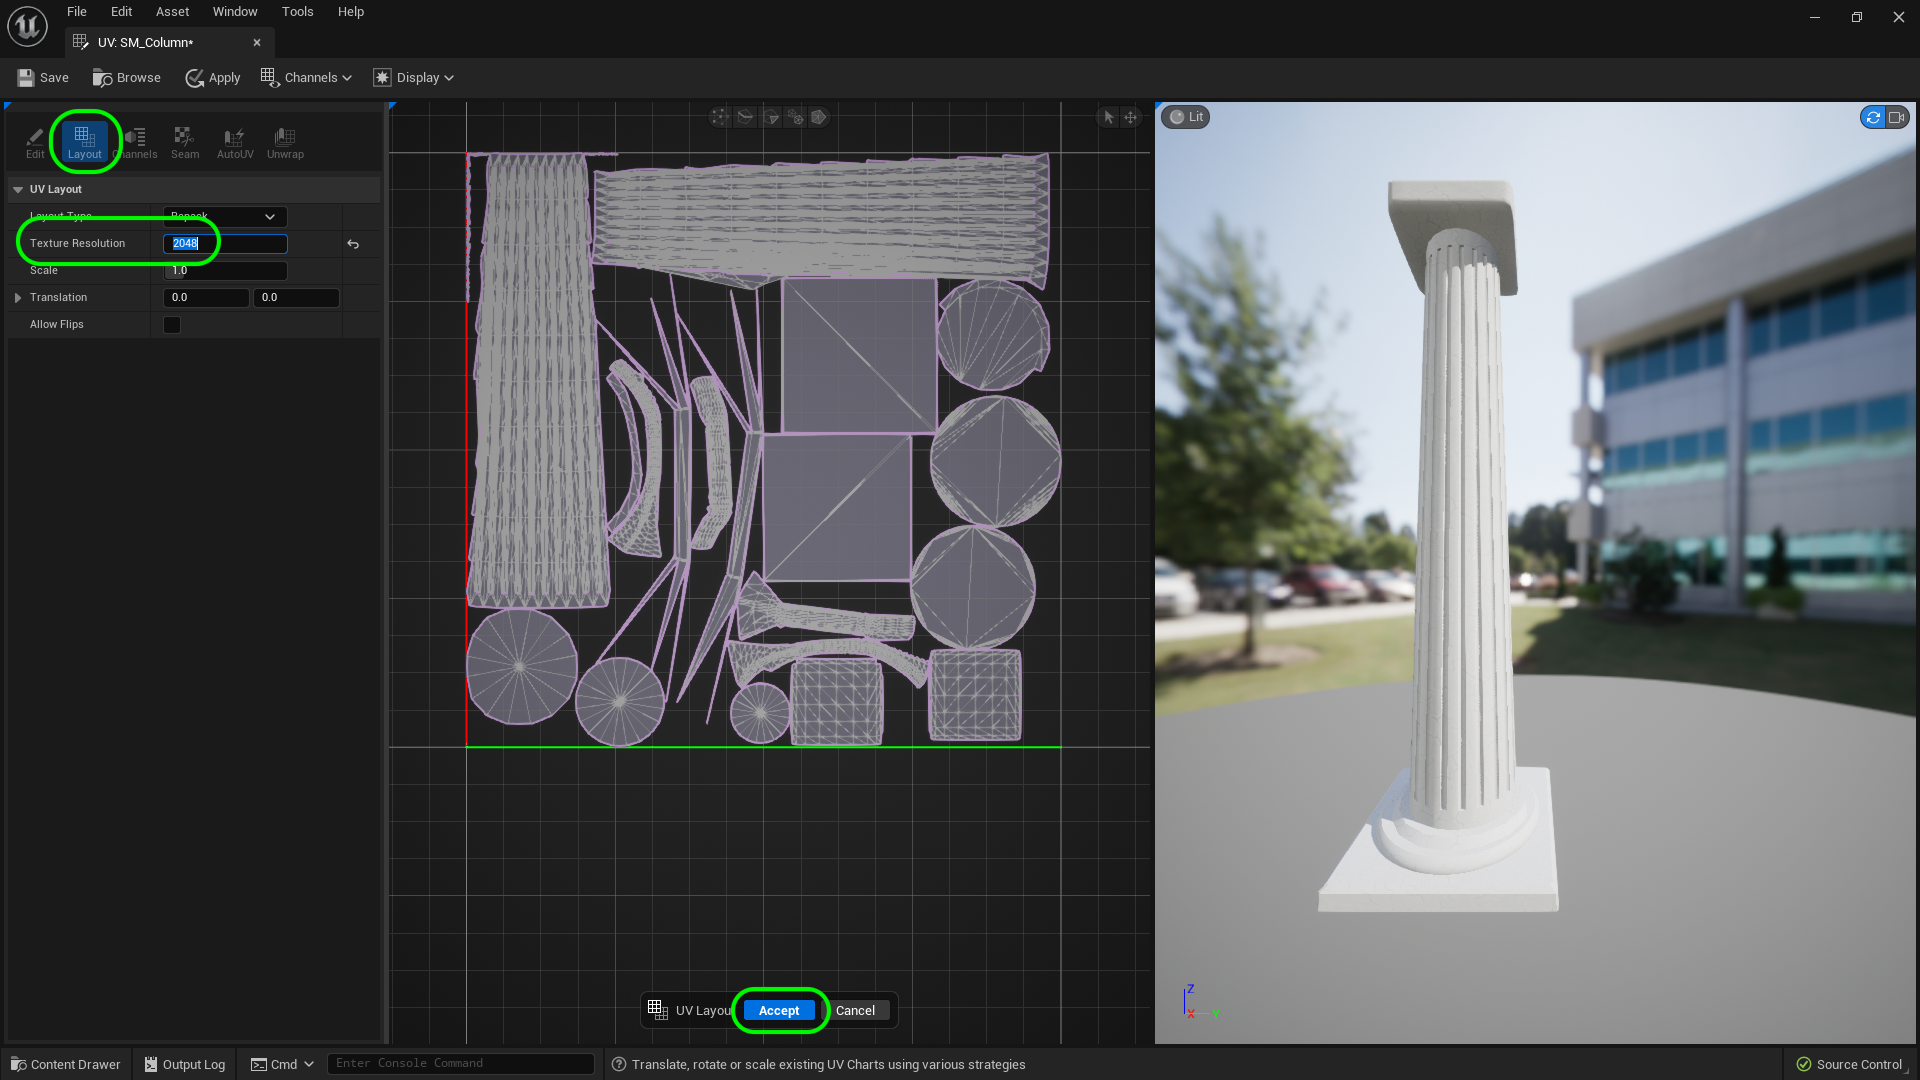 File Edit Asset Window Tools Help
UV: SM_Column*
Save Browse Apply Channels Display
Edit Layout Channels Seam AutoUV Unwrap
UV Layout
Layout Type Repack
Texture Resolution 2048
Scale 1.0
Translation 0.0 0.0
Allow Flips
Lit
Z
X Y
UV Layou Accept Cancel
Content Drawer Output Log Cmd Enter Console Command Translate, rotate or scale existing UV Charts using various strategies Source Control